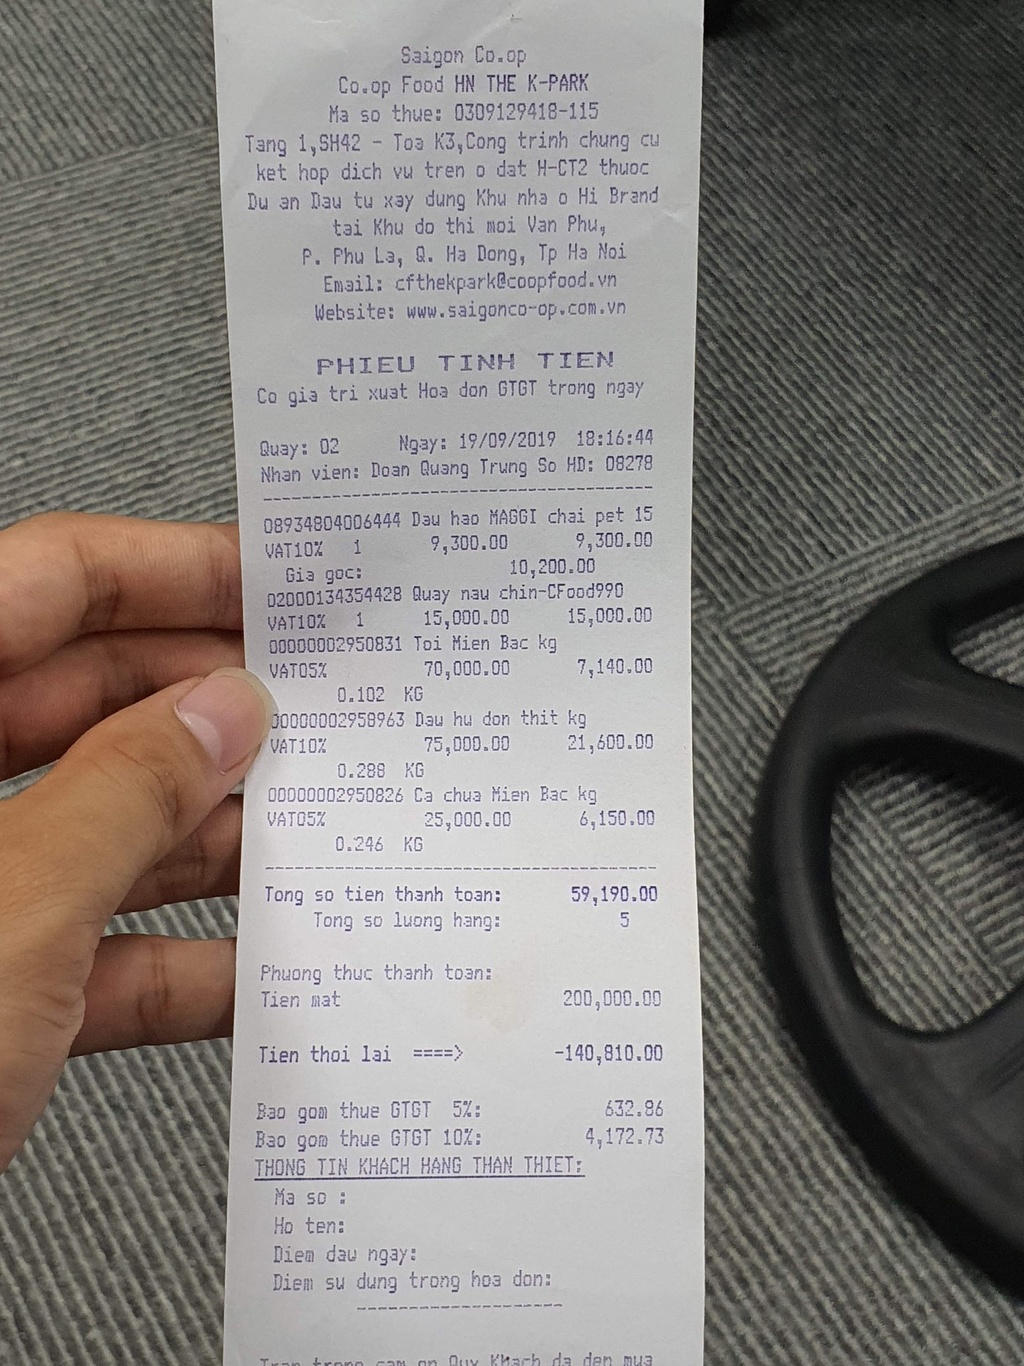 Saigon Co.op
Co.op Food HN THE K-PARK
Ma so thue: 0309129418-115
Tang 1,SH42 - Toa K3,Cong trinh chung cu
ket hop dich vu tren o dat H-CT2 thuoc
Du an Dau tu xay dung Khu nha o Hi Brand
tai Khu do thi moi Van Phu,
P. Phu La, Q. Ha Dong, Tp Ha Noi
Email: cfthekpark@coopfood.vn
Website: www.saigonco-op.com.vn
PHIEU TINH TIEN
Co gia tri xuat Hoa don GTGT trong ngay
Quay: 02 Ngay: 19/09/2019 18:16:44
Nhan vien: Doan Quang Trung So HD: 08278
08934804006444 Dau hao MAGGI chai pet 15
VAT10% 1 9,300.00 9,300.00
Gia goc: 10,200.00
02000134354428 Quay nau chin-CFood990
VAT10% 1 15,000.00 15,000.00
00000002950831 Toi Mien Bac kg
VAT05% 70,000.00 7,140.00
0.102 KG
00000002958963 Dau hu don thit kg
VAT10% 75,000.00 21,600.00
0.288 KG
00000002950826 Ca chua Mien Bac kg
VAT05% 25,000.00 6,150.00
0.246 KG
Tong so tien thanh toan: 59,190.00
Tong so luong hang: 5
Phuong thuc thanh toan:
Tien mat 200,000.00
Tien thoi lai ====> -140,810.00
Bao gom thue GTGT 5%: 632.86
Bao gom thue GTGT 10%: 4,172.73
THONG TIN KHACH HANG THAN THIET:
Ma so :
Ho ten:
Diem dau ngay:
Diem su dung trong hoa don:
Tran trong cam on Quy Khach da den mua